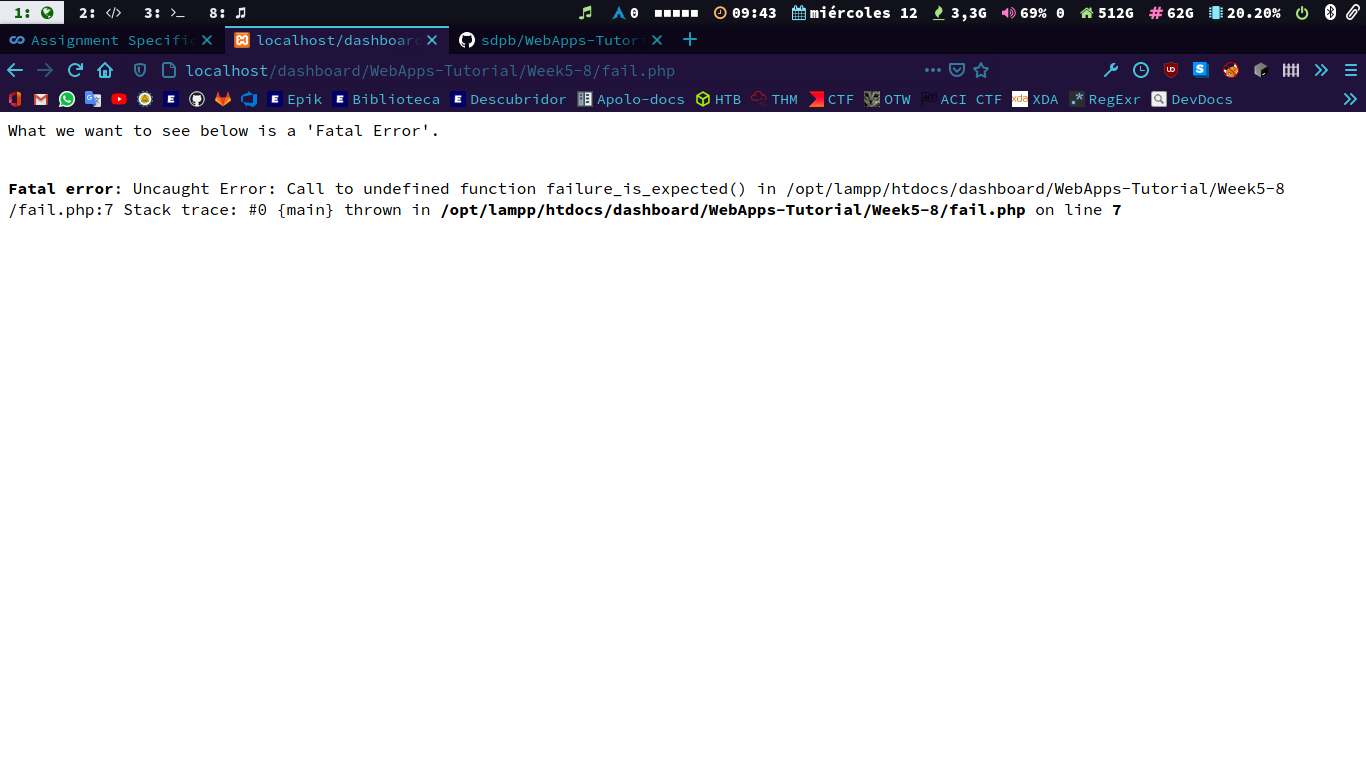 1: 2: 3: 8: 0 09:43 miércoles 12 3,3G 69% 0 512G 62G 20.20%
Assignment Specific localhost/dashboard sdpb/WebApps-Tutor
localhost/dashboard/WebApps-Tutorial/Week5-8/fail.php
Epik Biblioteca Descubridor Apolo-docs HTB THM CTF OTW ACI CTF XDA RegExr DevDocs
What we want to see below is a 'Fatal Error'.
Fatal error: Uncaught Error: Call to undefined function failure_is_expected() in /opt/lampp/htdocs/dashboard/WebApps-Tutorial/Week5-8
/fail.php:7 Stack trace: #0 {main} thrown in /opt/lampp/htdocs/dashboard/WebApps-Tutorial/Week5-8/fail.php on line 7